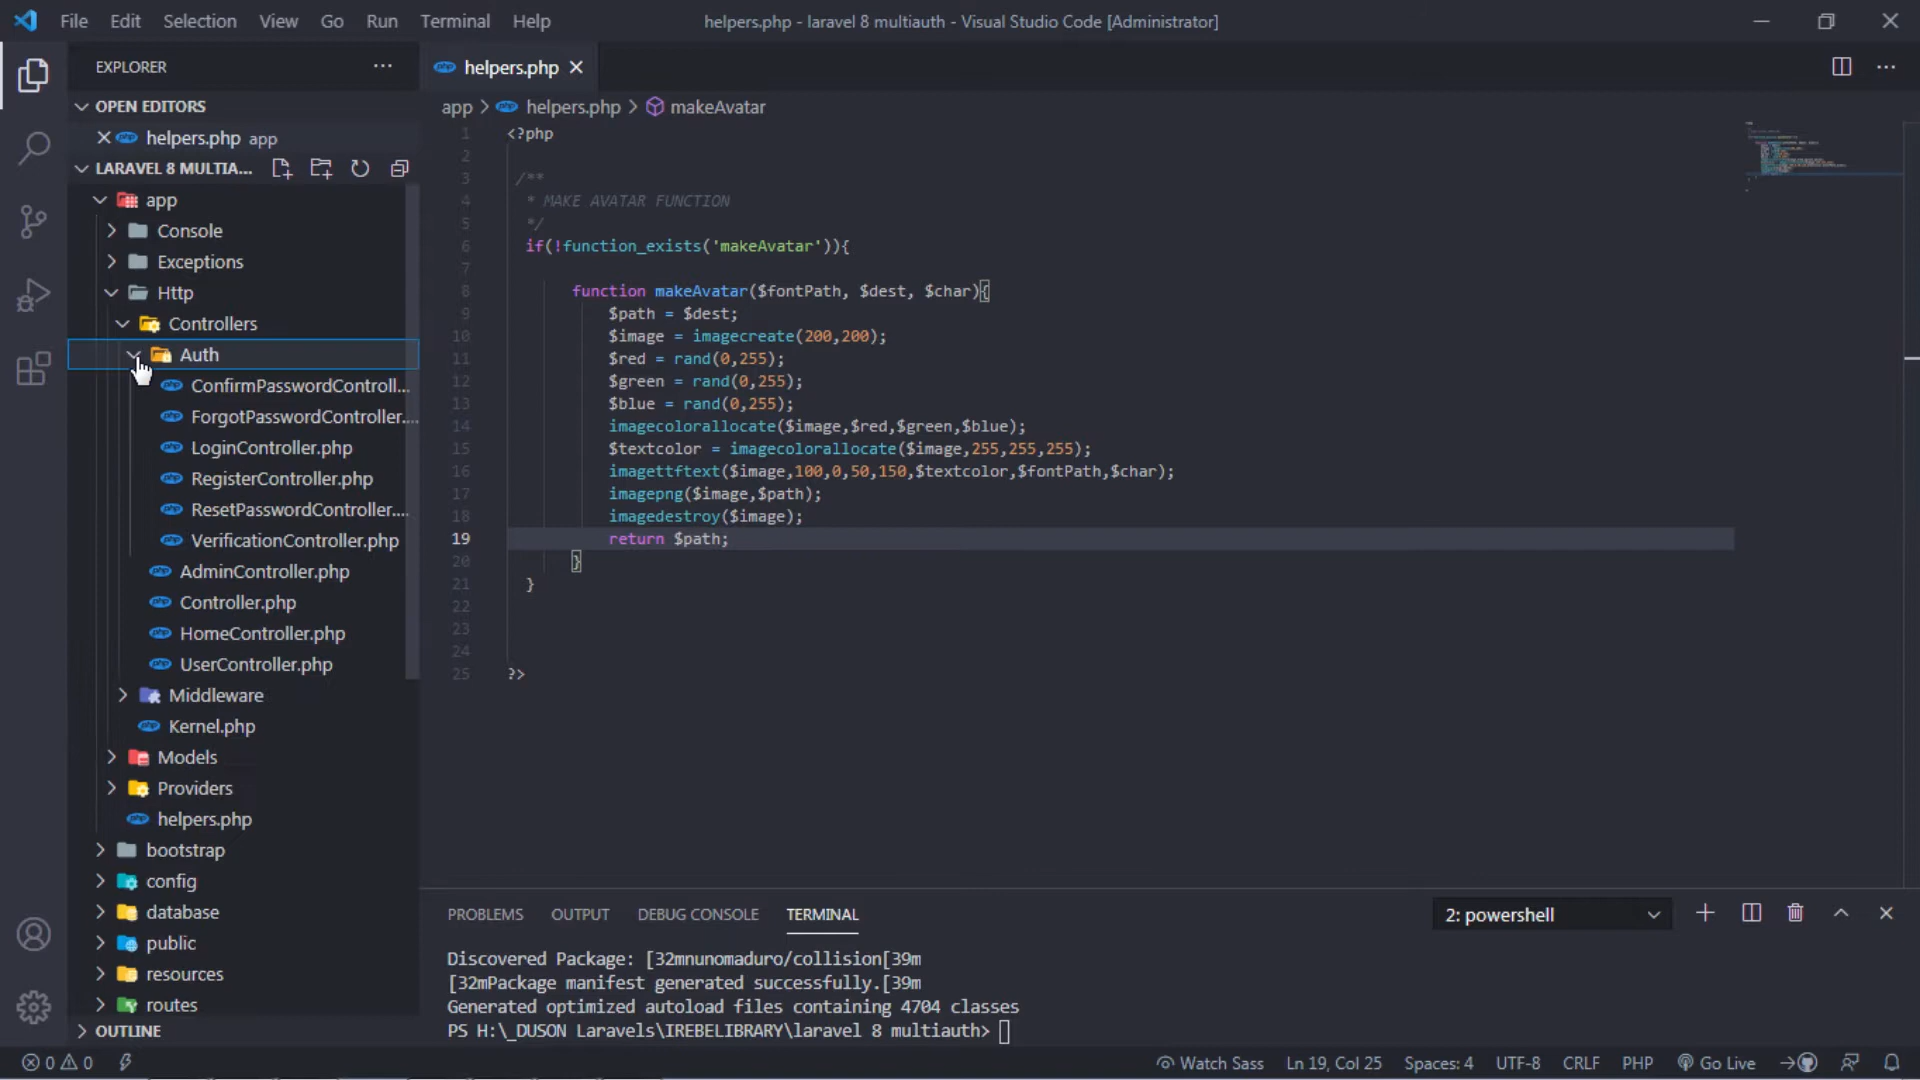 File Edit Selection View Go Run Terminal Help
helpers.php - laravel 8 multiauth - Visual Studio Code [Administrator]
EXPLORER
OPEN EDITORS
helpers.php app
LARAVEL 8 MULTIA...
app
Console
Exceptions
Http
Controllers
Auth
ConfirmPasswordControll...
ForgotPasswordController....
LoginController.php
RegisterController.php
ResetPasswordController....
VerificationController.php
AdminController.php
Controller.php
HomeController.php
UserController.php
Middleware
Kernel.php
Models
Providers
helpers.php
bootstrap
config
database
public
resources
routes
OUTLINE
helpers.php
app > helpers.php > makeAvatar
1 <?php
2
3 /**
4 * MAKE AVATAR FUNCTION
5 */
6 if(!function_exists('makeAvatar')){
7
8 function makeAvatar($fontPath, $dest, $char){
9 $path = $dest;
10 $image = imagecreate(200,200);
11 $red = rand(0,255);
12 $green = rand(0,255);
13 $blue = rand(0,255);
14 imagecolorallocate($image,$red,$green,$blue);
15 $textcolor = imagecolorallocate($image,255,255,255);
16 imagettftext($image,100,0,50,150,$textcolor,$fontPath,$char);
17 imagepng($image,$path);
18 imagedestroy($image);
19 return $path;
20 }
21 }
22
23
24
25 ?>
PROBLEMS OUTPUT DEBUG CONSOLE TERMINAL
2: powershell
Discovered Package: [32mnunomaduro/collision[39m
[32mPackage manifest generated successfully.[39m
Generated optimized autoload files containing 4704 classes
PS H:\_DUSON Laravels\IREBELIBRARY\laravel 8 multiauth>
0 0
Watch Sass Ln 19, Col 25 Spaces: 4 UTF-8 CRLF PHP Go Live